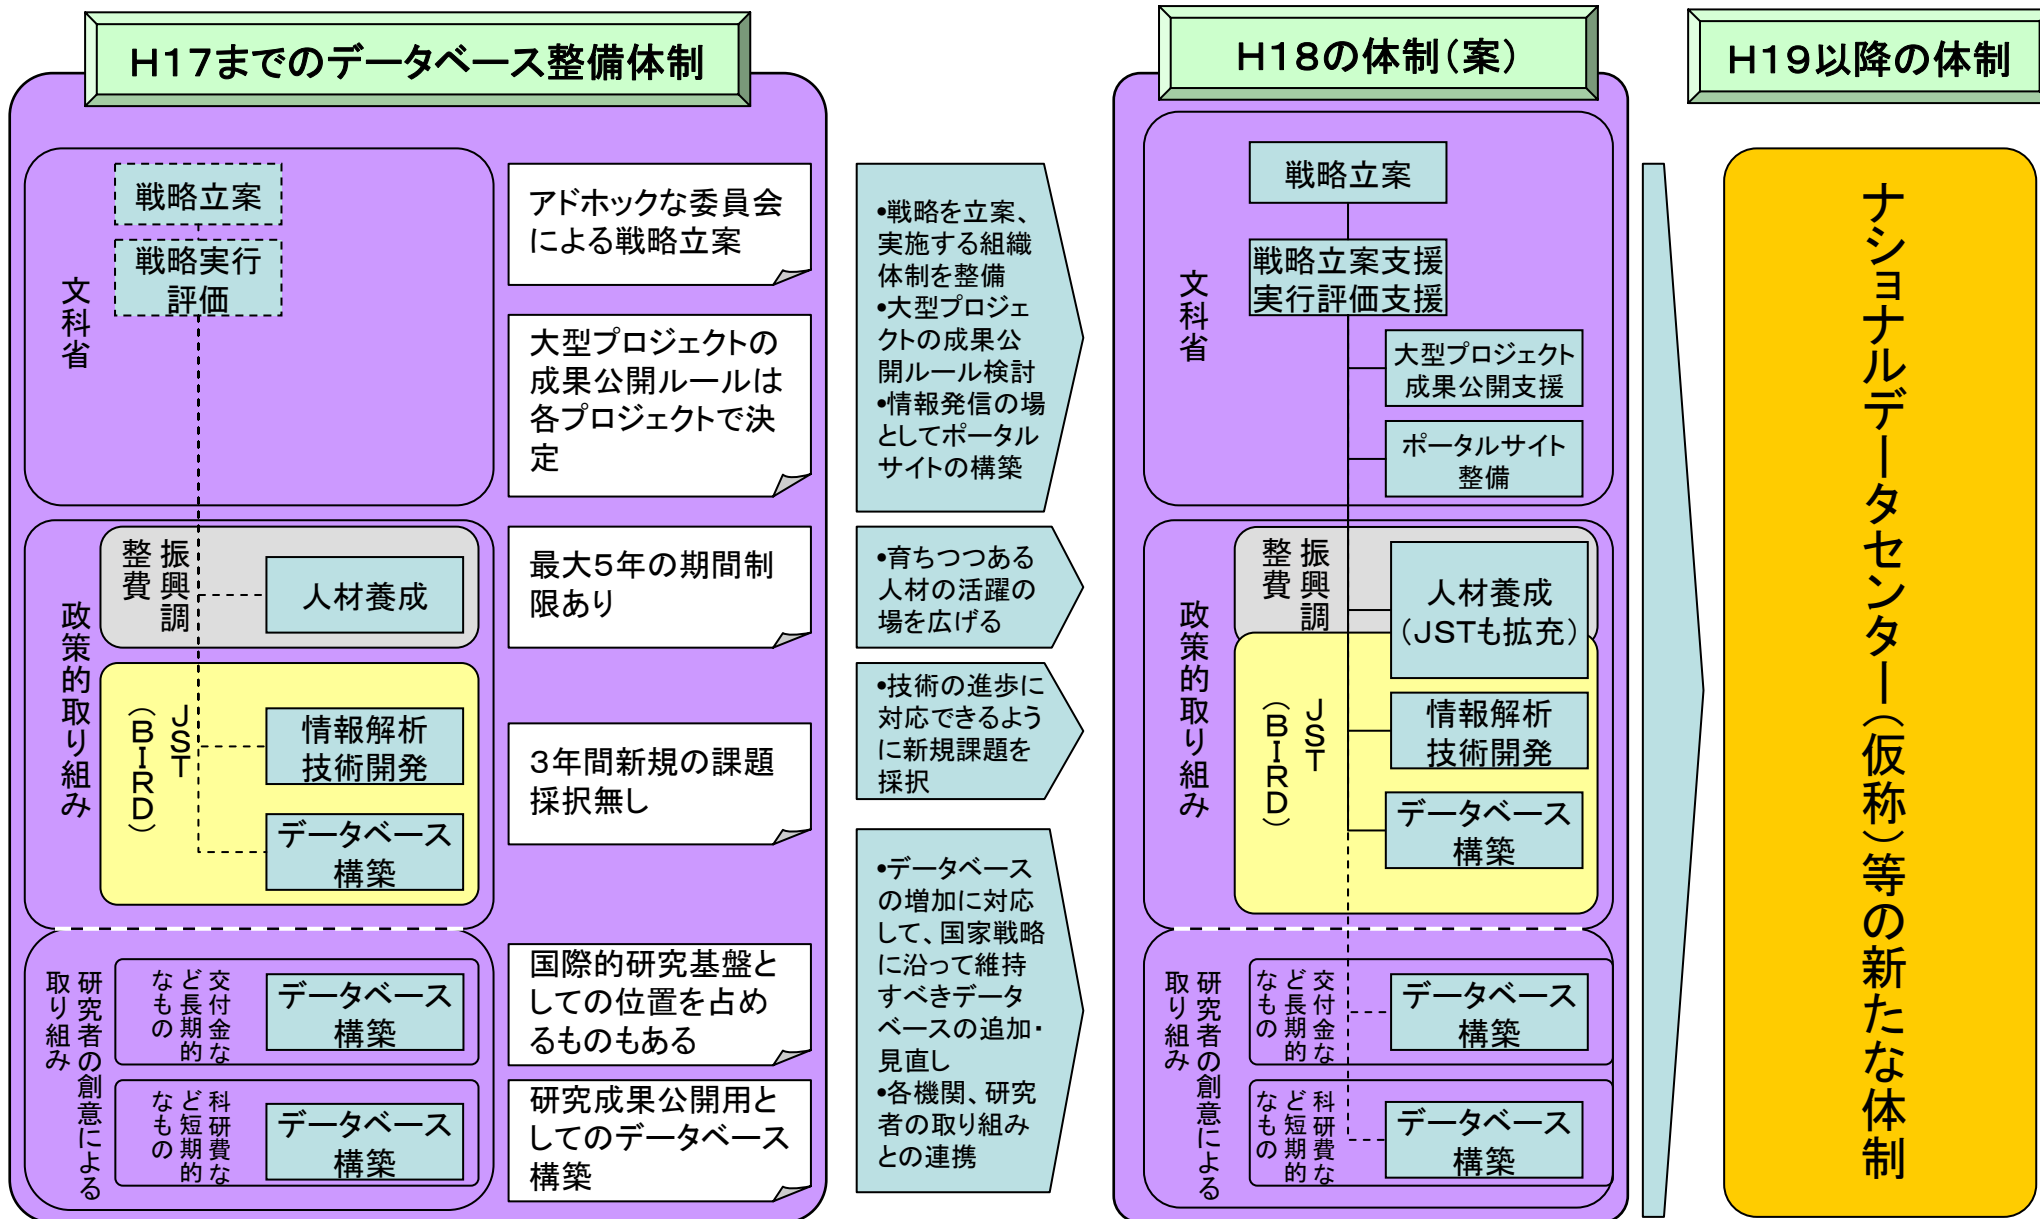 H17までのデータベース整備体制
文科省
戦略立案
戦略実行
評価
アドホックな委員会
による戦略立案
大型プロジェクトの
成果公開ルールは
各プロジェクトで決
定
政策的取り組み
振興調
整費
人材養成
最大5年の期間制
限あり
JST
(BIRD)
情報解析
技術開発
データベース
構築
3年間新規の課題
採択無し
研究者の創意による
取り組み
交付金な
ど長期的
なもの
データベース
構築
国際的研究基盤と
しての位置を占め
るものもある
科研費な
ど短期的
なもの
データベース
構築
研究成果公開用と
してのデータベース
構築
•戦略を立案、
実施する組織
体制を整備
•大型プロジェ
クトの成果公
開ルール検討
•情報発信の場
としてポータル
サイトの構築
•育ちつつある
人材の活躍の
場を広げる
•技術の進歩に
対応できるよう
に新規課題を
採択
•データベース
の増加に対応
して、国家戦略
に沿って維持
すべきデータ
ベースの追加・
見直し
•各機関、研究
者の取り組み
との連携
H18の体制(案)
文科省
戦略立案
戦略立案支援
実行評価支援
大型プロジェクト
成果公開支援
ポータルサイト
整備
政策的取り組み
振興調
整費
人材養成
(JSTも拡充)
JST
(BIRD)
情報解析
技術開発
データベース
構築
研究者の創意による
取り組み
交付金な
ど長期的
なもの
データベース
構築
科研費な
ど短期的
なもの
データベース
構築
H19以降の体制
ナショナルデータセンター(仮称)等の新たな体制